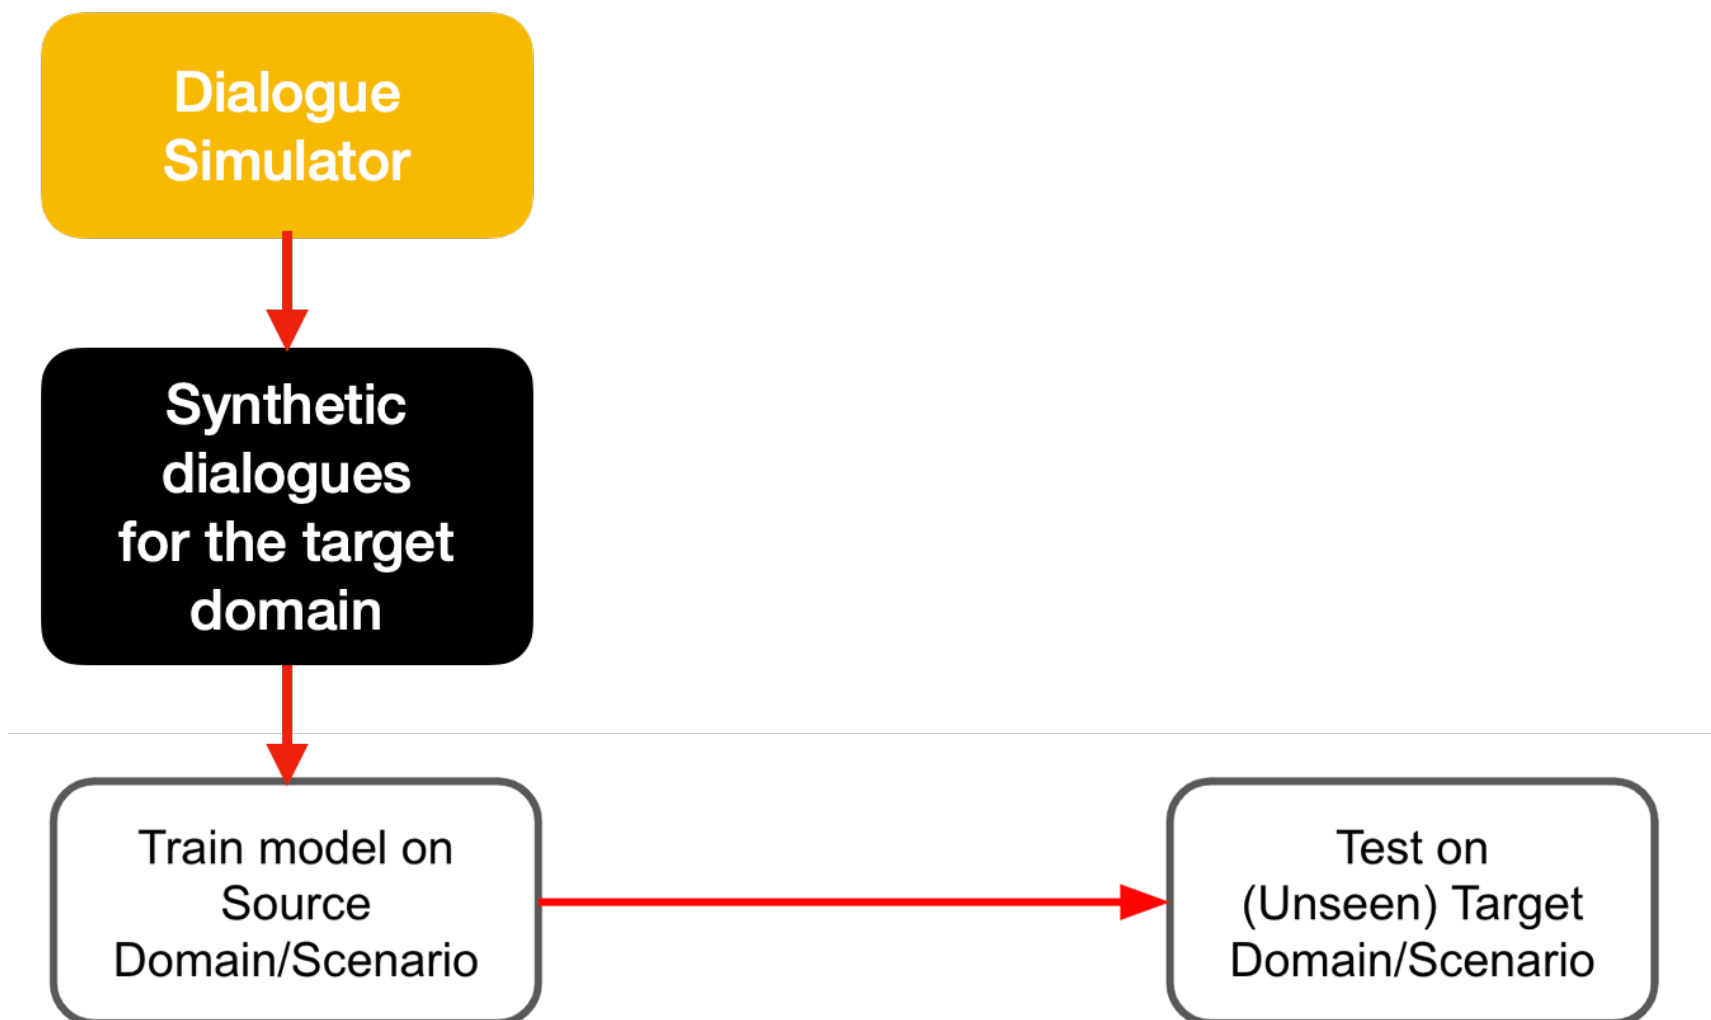 Dialogue
Simulator
Synthetic
dialogues
for the target
domain
Train model on
Source
Domain/Scenario
Test on
(Unseen) Target
Domain/Scenario